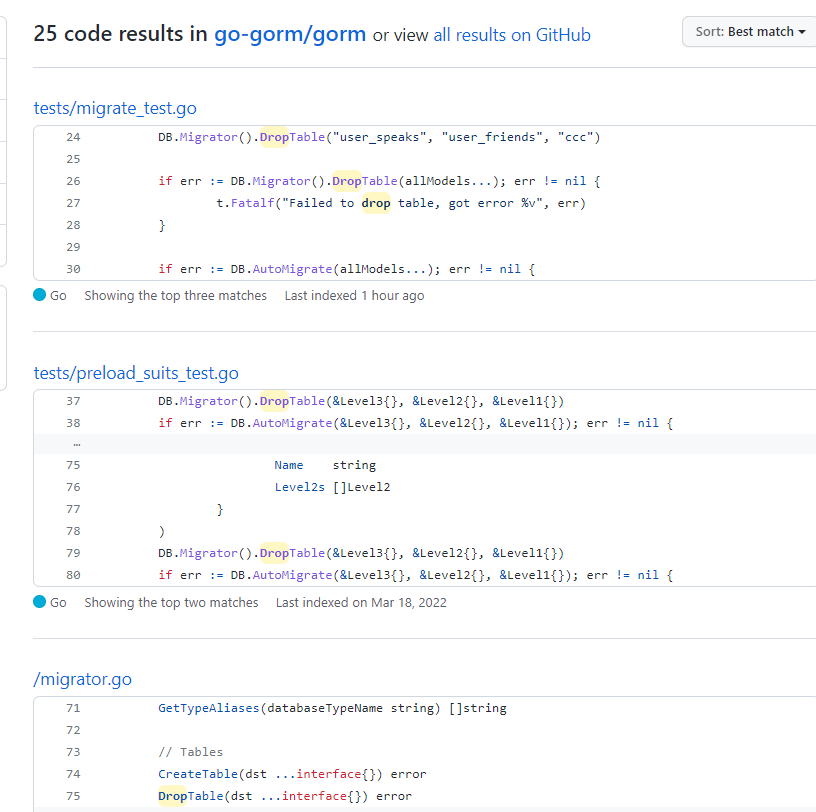 25 code results in go-gorm/gorm or view all results on GitHub
Sort: Best match
tests/migrate_test.go
24 DB.Migrator().DropTable("user_speaks", "user_friends", "ccc")
25
26 if err := DB.Migrator().DropTable(allModels...); err != nil {
27 t.Fatalf("Failed to drop table, got error %v", err)
28 }
29
30 if err := DB.AutoMigrate(allModels...); err != nil {
Go Showing the top three matches Last indexed 1 hour ago
tests/preload_suits_test.go
37 DB.Migrator().DropTable(&Level3{}, &Level2{}, &Level1{})
38 if err := DB.AutoMigrate(&Level3{}, &Level2{}, &Level1{}); err != nil {
…
75 Name string
76 Level2s []Level2
77 }
78 )
79 DB.Migrator().DropTable(&Level3{}, &Level2{}, &Level1{})
80 if err := DB.AutoMigrate(&Level3{}, &Level2{}, &Level1{}); err != nil {
Go Showing the top two matches Last indexed on Mar 18, 2022
/migrator.go
71 GetTypeAliases(databaseTypeName string) []string
72
73 // Tables
74 CreateTable(dst ...interface{}) error
75 DropTable(dst ...interface{}) error